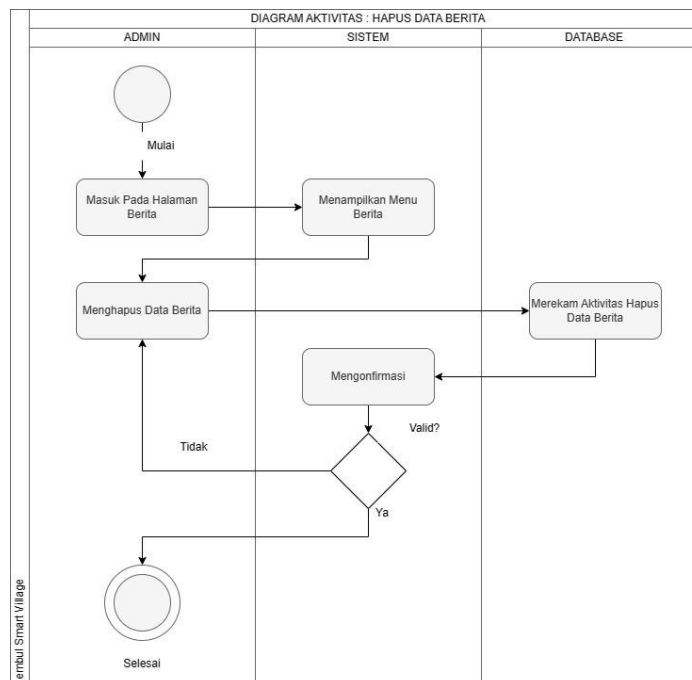 DIAGRAM AKTIVITAS : HAPUS DATA BERITA
ADMIN
SISTEM
DATABASE
Mulai
Masuk Pada Halaman
Berita
Menampilkan Menu
Berita
Menghapus Data Berita
Merekam Aktivitas Hapus
Data Berita
Mengonfirmasi
Valid?
Tidak
Ya
Selesai
Smart Village